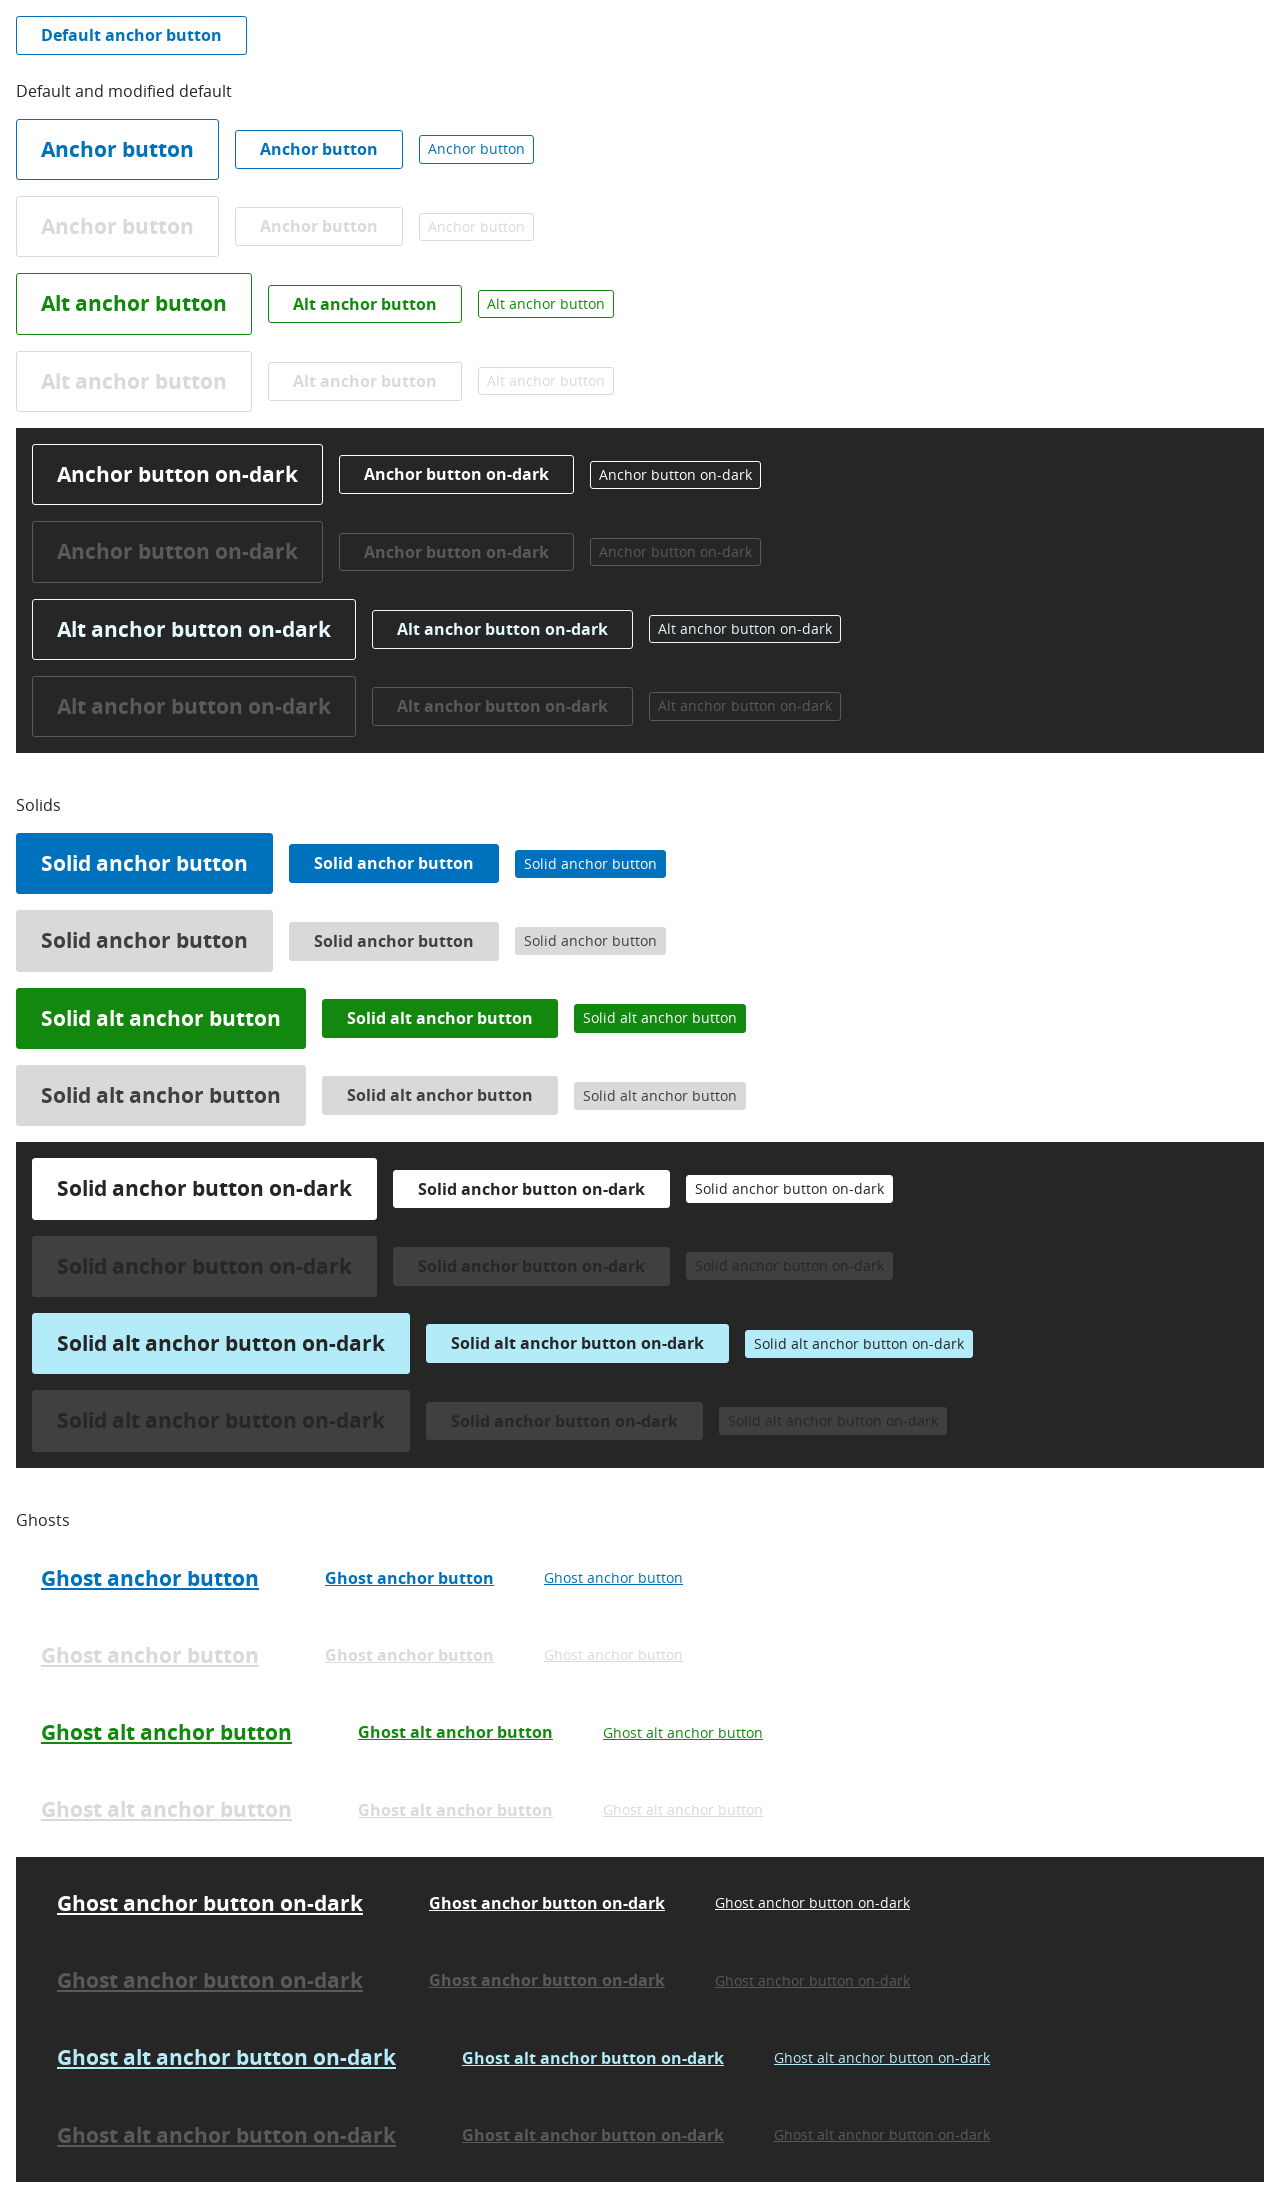 Default anchor button
Default and modified default
Anchor button Anchor button Anchor button
Anchor button Anchor button Anchor button
Alt anchor button Alt anchor button Alt anchor button
Alt anchor button Alt anchor button Alt anchor button
Anchor button on-dark Anchor button on-dark Anchor button on-dark
Anchor button on-dark Anchor button on-dark Anchor button on-dark
Alt anchor button on-dark Alt anchor button on-dark Alt anchor button on-dark
Alt anchor button on-dark Alt anchor button on-dark Alt anchor button on-dark
Solids
Solid anchor button Solid anchor button Solid anchor button
Solid anchor button Solid anchor button Solid anchor button
Solid alt anchor button Solid alt anchor button Solid alt anchor button
Solid alt anchor button Solid alt anchor button Solid alt anchor button
Solid anchor button on-dark Solid anchor button on-dark Solid anchor button on-dark
Solid anchor button on-dark Solid anchor button on-dark Solid anchor button on-dark
Solid alt anchor button on-dark Solid alt anchor button on-dark Solid alt anchor button on-dark
Solid alt anchor button on-dark Solid anchor button on-dark Solid alt anchor button on-dark
Ghosts
Ghost anchor button Ghost anchor button Ghost anchor button
Ghost anchor button Ghost anchor button Ghost anchor button
Ghost alt anchor button Ghost alt anchor button Ghost alt anchor button
Ghost alt anchor button Ghost alt anchor button Ghost alt anchor button
Ghost anchor button on-dark Ghost anchor button on-dark Ghost anchor button on-dark
Ghost anchor button on-dark Ghost anchor button on-dark Ghost anchor button on-dark
Ghost alt anchor button on-dark Ghost alt anchor button on-dark Ghost alt anchor button on-dark
Ghost alt anchor button on-dark Ghost alt anchor button on-dark Ghost alt anchor button on-dark